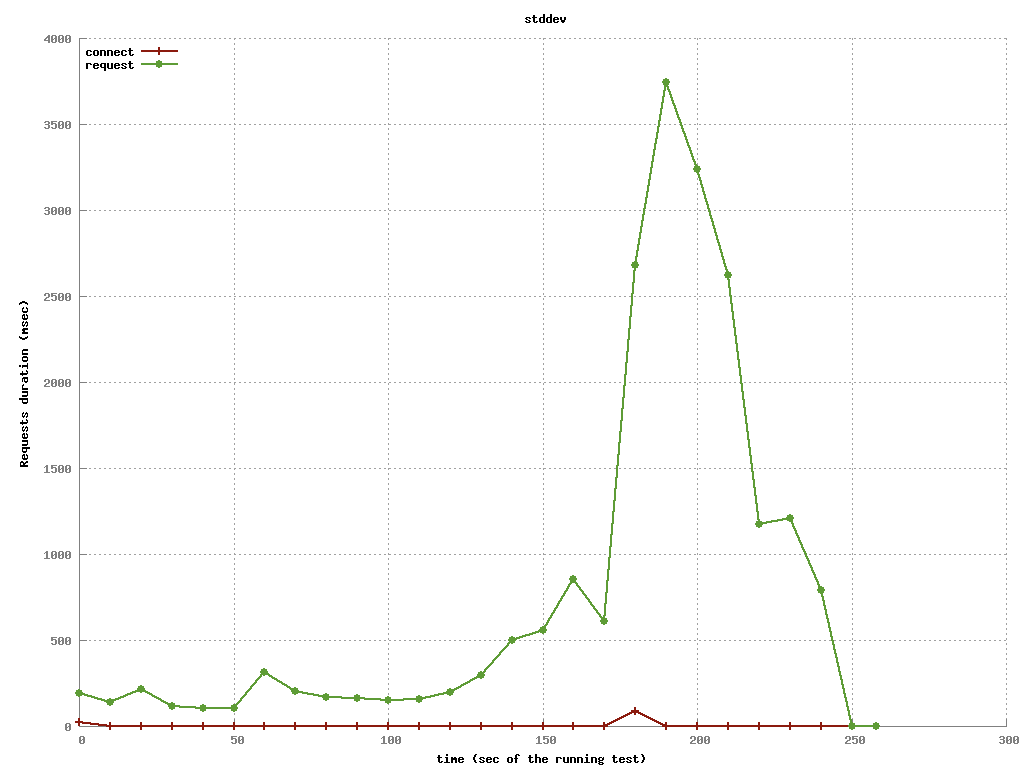 stddev
4000
connect
request
3500
3000
2500
Requests duration (msec)
2000
1500
1000
500
0
0 50 100 150 200 250 300
time (sec of the running test)